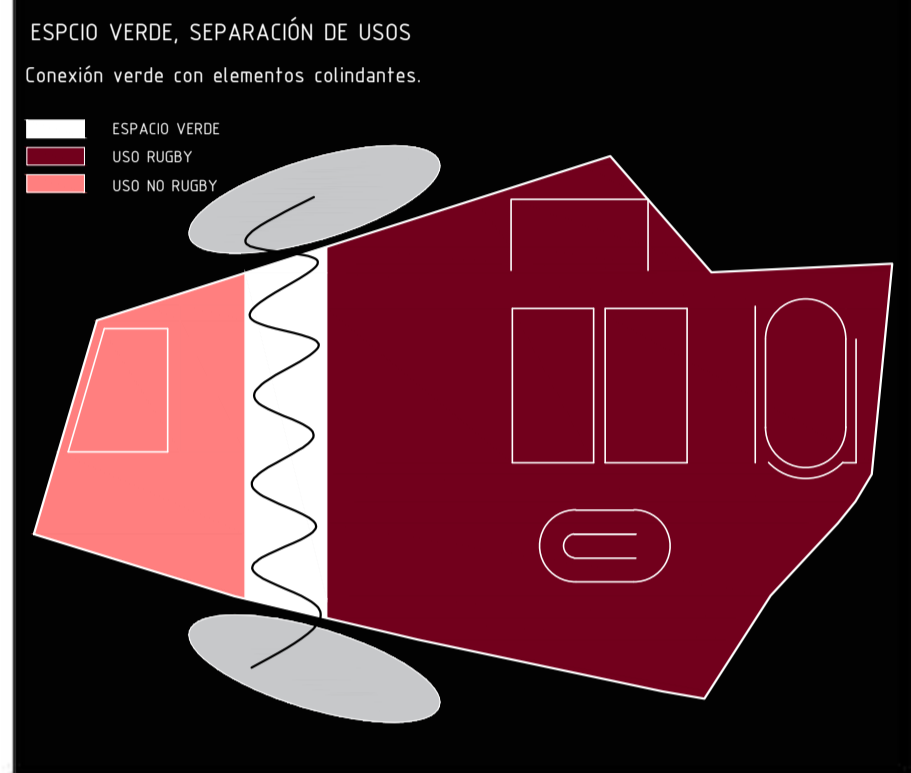 ESPCIO VERDE, SEPARACIÓN DE USOS
Conexión verde con elementos colindantes.
ESPACIO VERDE
USO RUGBY
USO NO RUGBY